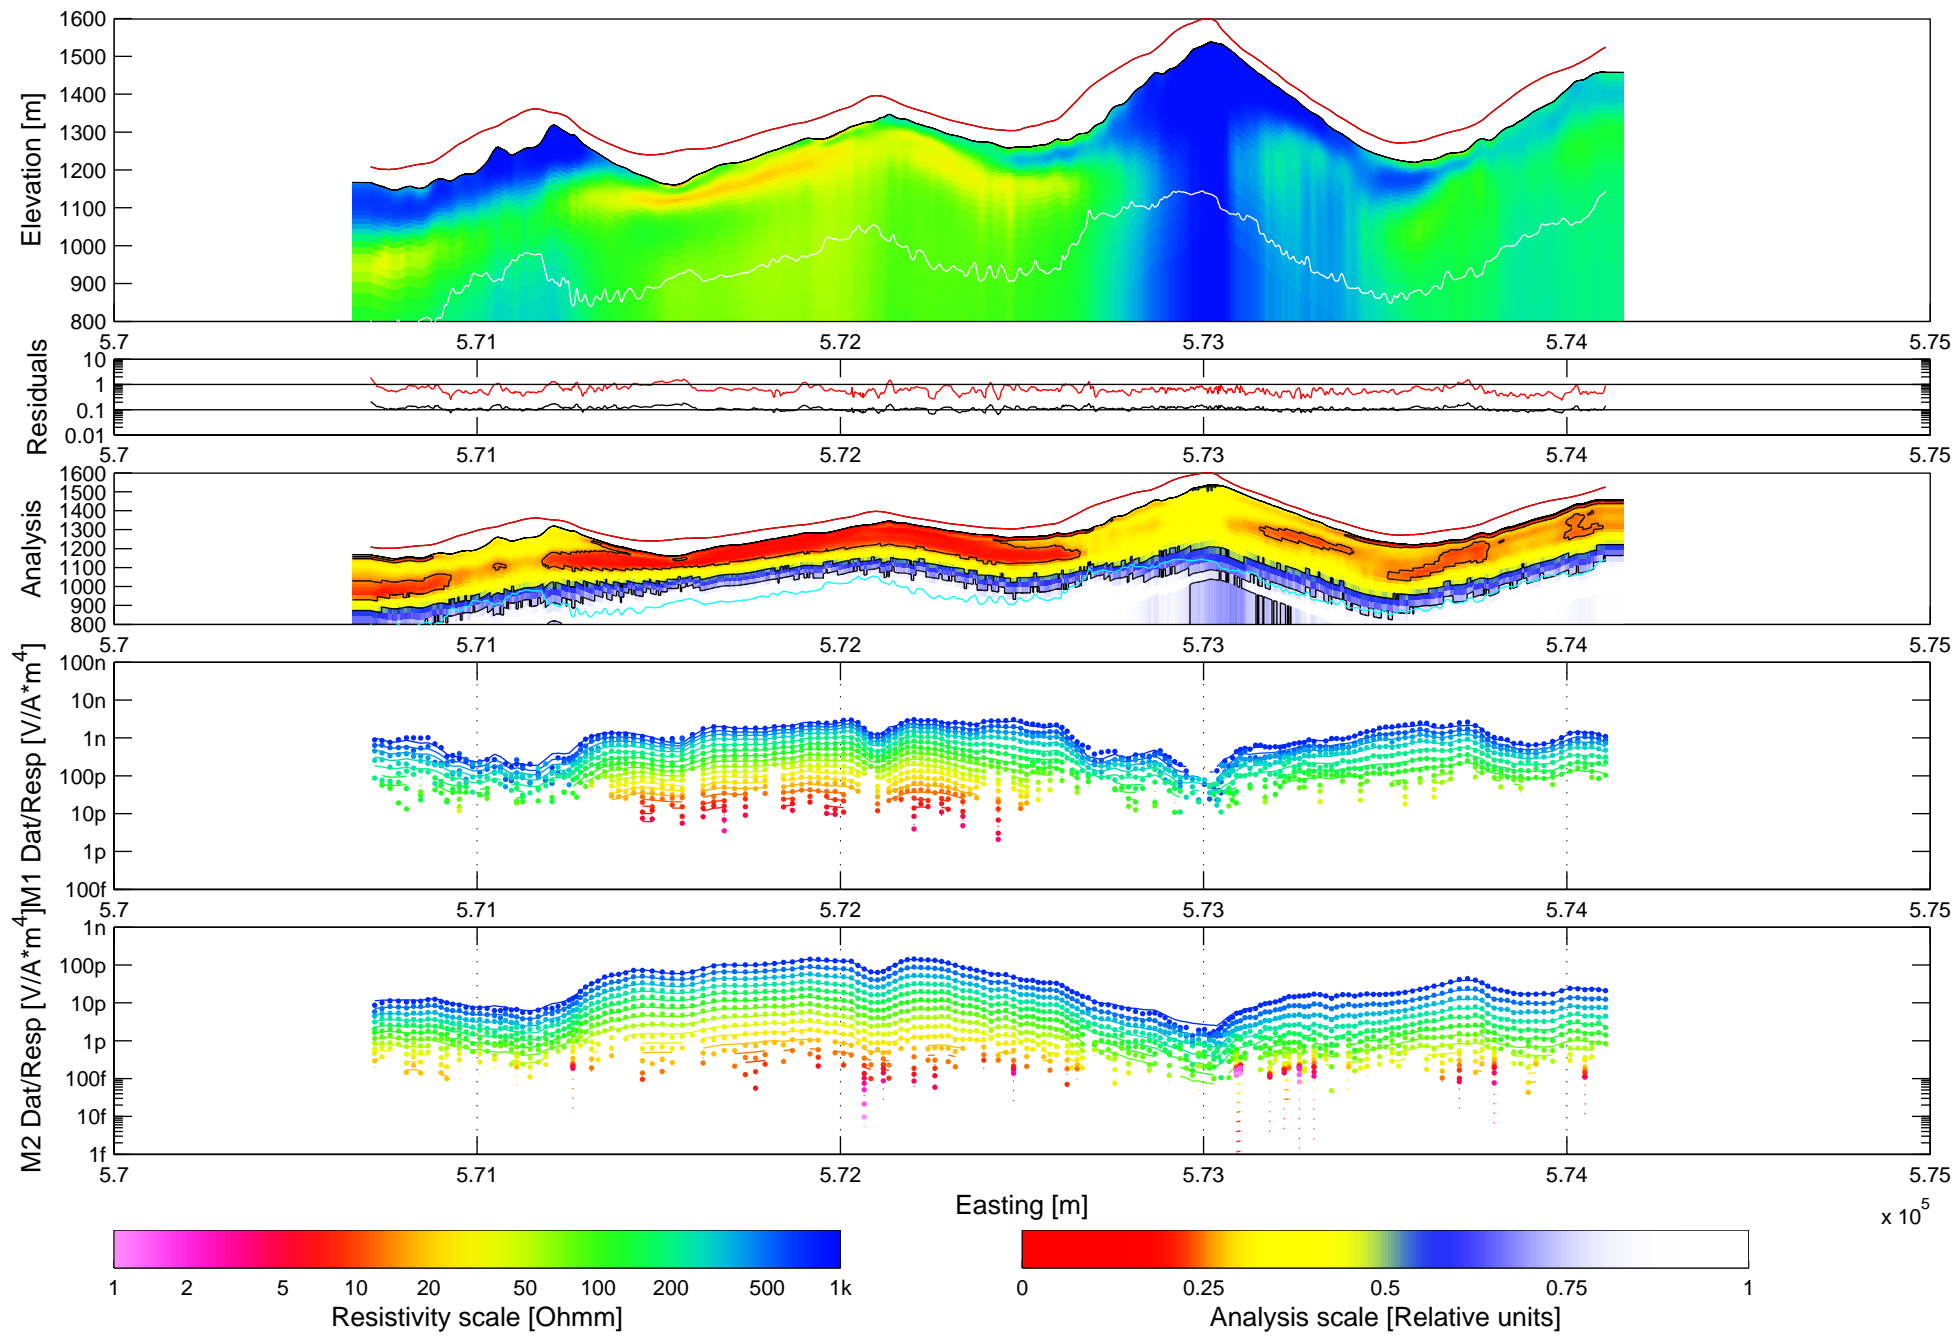 1600
1500
1400
1300
1200
1100
1000
900
800
Elevation [m]
5.7 5.71 5.72 5.73 5.74 5.75
10
1
0.1
0.01
Residuals
5.7 5.71 5.72 5.73 5.74 5.75
1600
1500
1400
1300
1200
1100
1000
900
800
Analysis
5.7 5.71 5.72 5.73 5.74 5.75
100n
10n
1n
100p
10p
1p
100f
M1 Dat/Resp [V/A*m^4]
5.7 5.71 5.72 5.73 5.74 5.75
1n
100p
10p
1p
100f
10f
1f
M2 Dat/Resp [V/A*m^4]
5.7 5.71 5.72 5.73 5.74 5.75
Easting [m]
x 10^5
1 2 5 10 20 50 100 200 500 1k
Resistivity scale [Ohmm]
0 0.25 0.5 0.75 1
Analysis scale [Relative units]